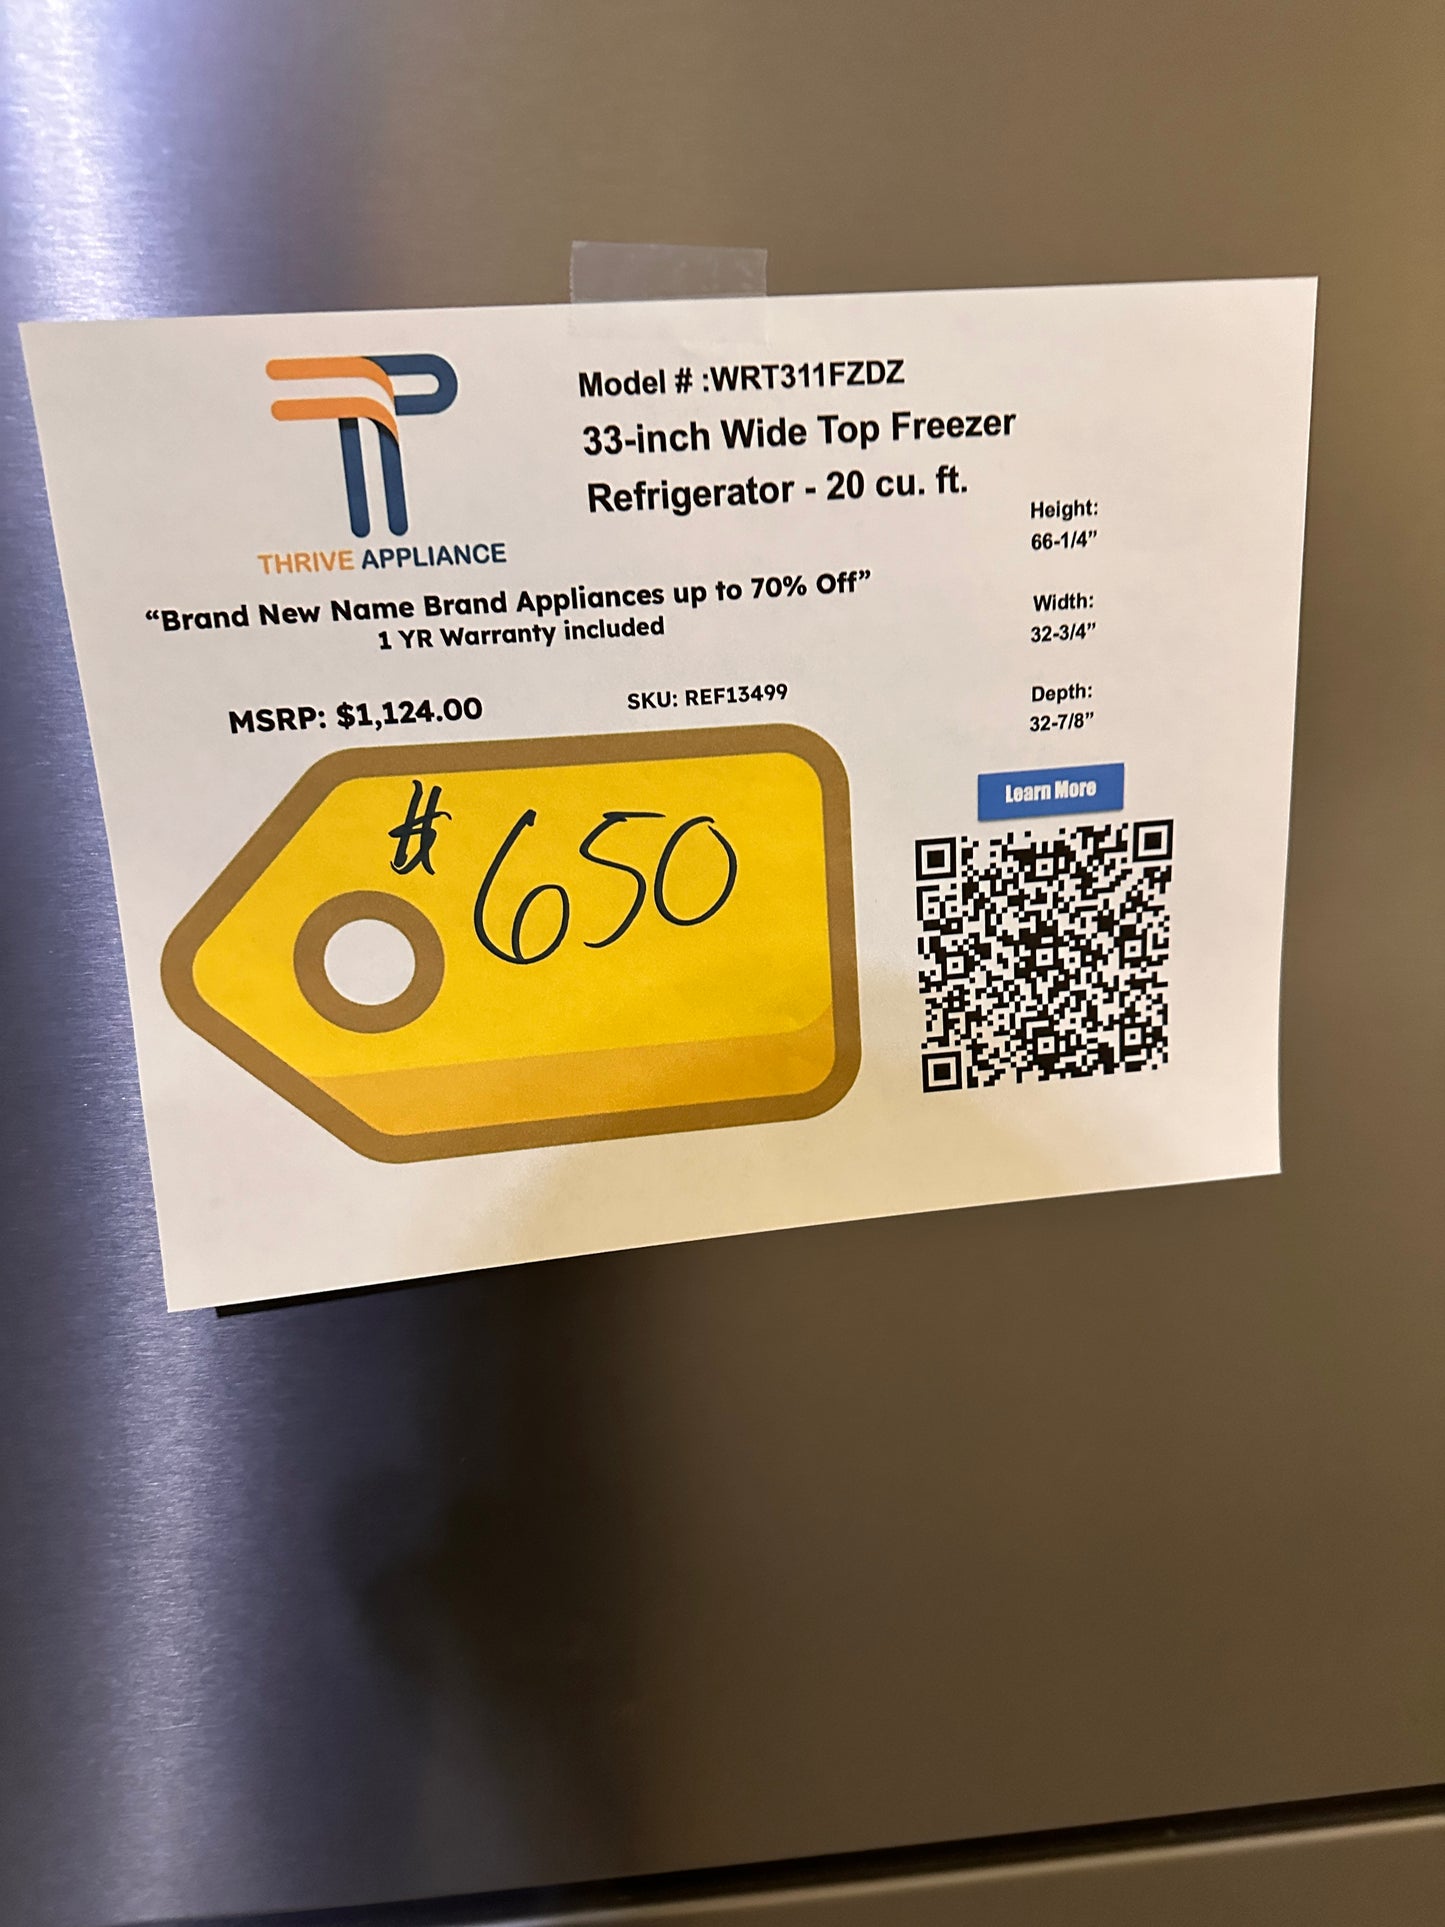 Model # :WRT311FZDZ
33-inch Wide Top Freezer
Refrigerator - 20 cu. ft.
THRIVE APPLIANCE
“Brand New Name Brand Appliances up to 70% Off”
1 YR Warranty included
Height:
66-1/4”
Width:
32-3/4”
Depth:
32-7/8”
MSRP: $1,124.00
SKU: REF13499
#650
Learn More